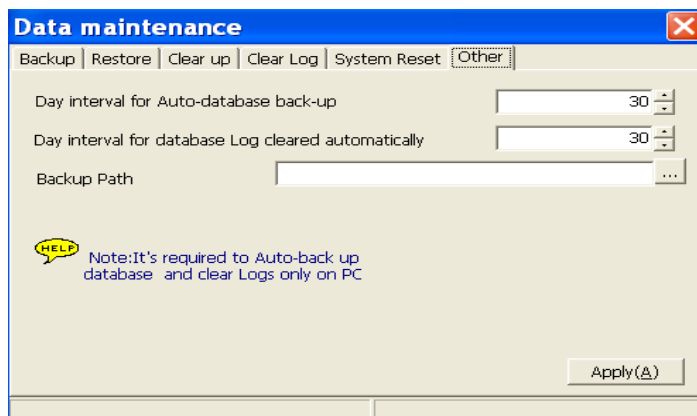 Data maintenance
Backup Restore Clear up Clear Log System Reset Other
Day interval for Auto-database back-up 30
Day interval for database Log cleared automatically 30
Backup Path ...
HELP Note:It's required to Auto-back up
database and clear Logs only on PC
Apply(A)